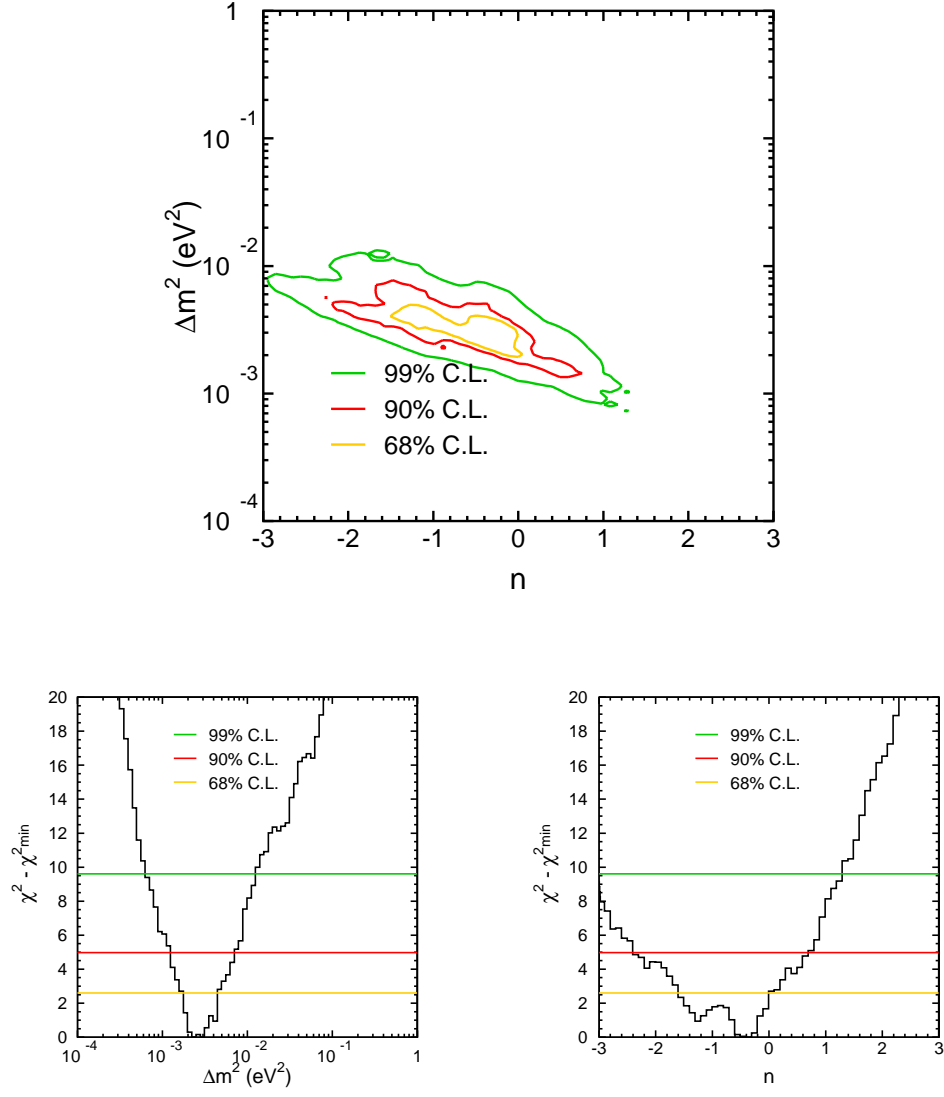 1
10⁻¹
10⁻²
10⁻³
10⁻⁴
Δm² (eV²)
99% C.L.
90% C.L.
68% C.L.
-3 -2 -1 0 1 2 3
n
20
18
16
14
12
10
8
6
4
2
0
χ² - χ²min
99% C.L.
90% C.L.
68% C.L.
10⁻⁴ 10⁻³ 10⁻² 10⁻¹ 1
Δm² (eV²)
20
18
16
14
12
10
8
6
4
2
0
χ² - χ²min
99% C.L.
90% C.L.
68% C.L.
-3 -2 -1 0 1 2 3
n